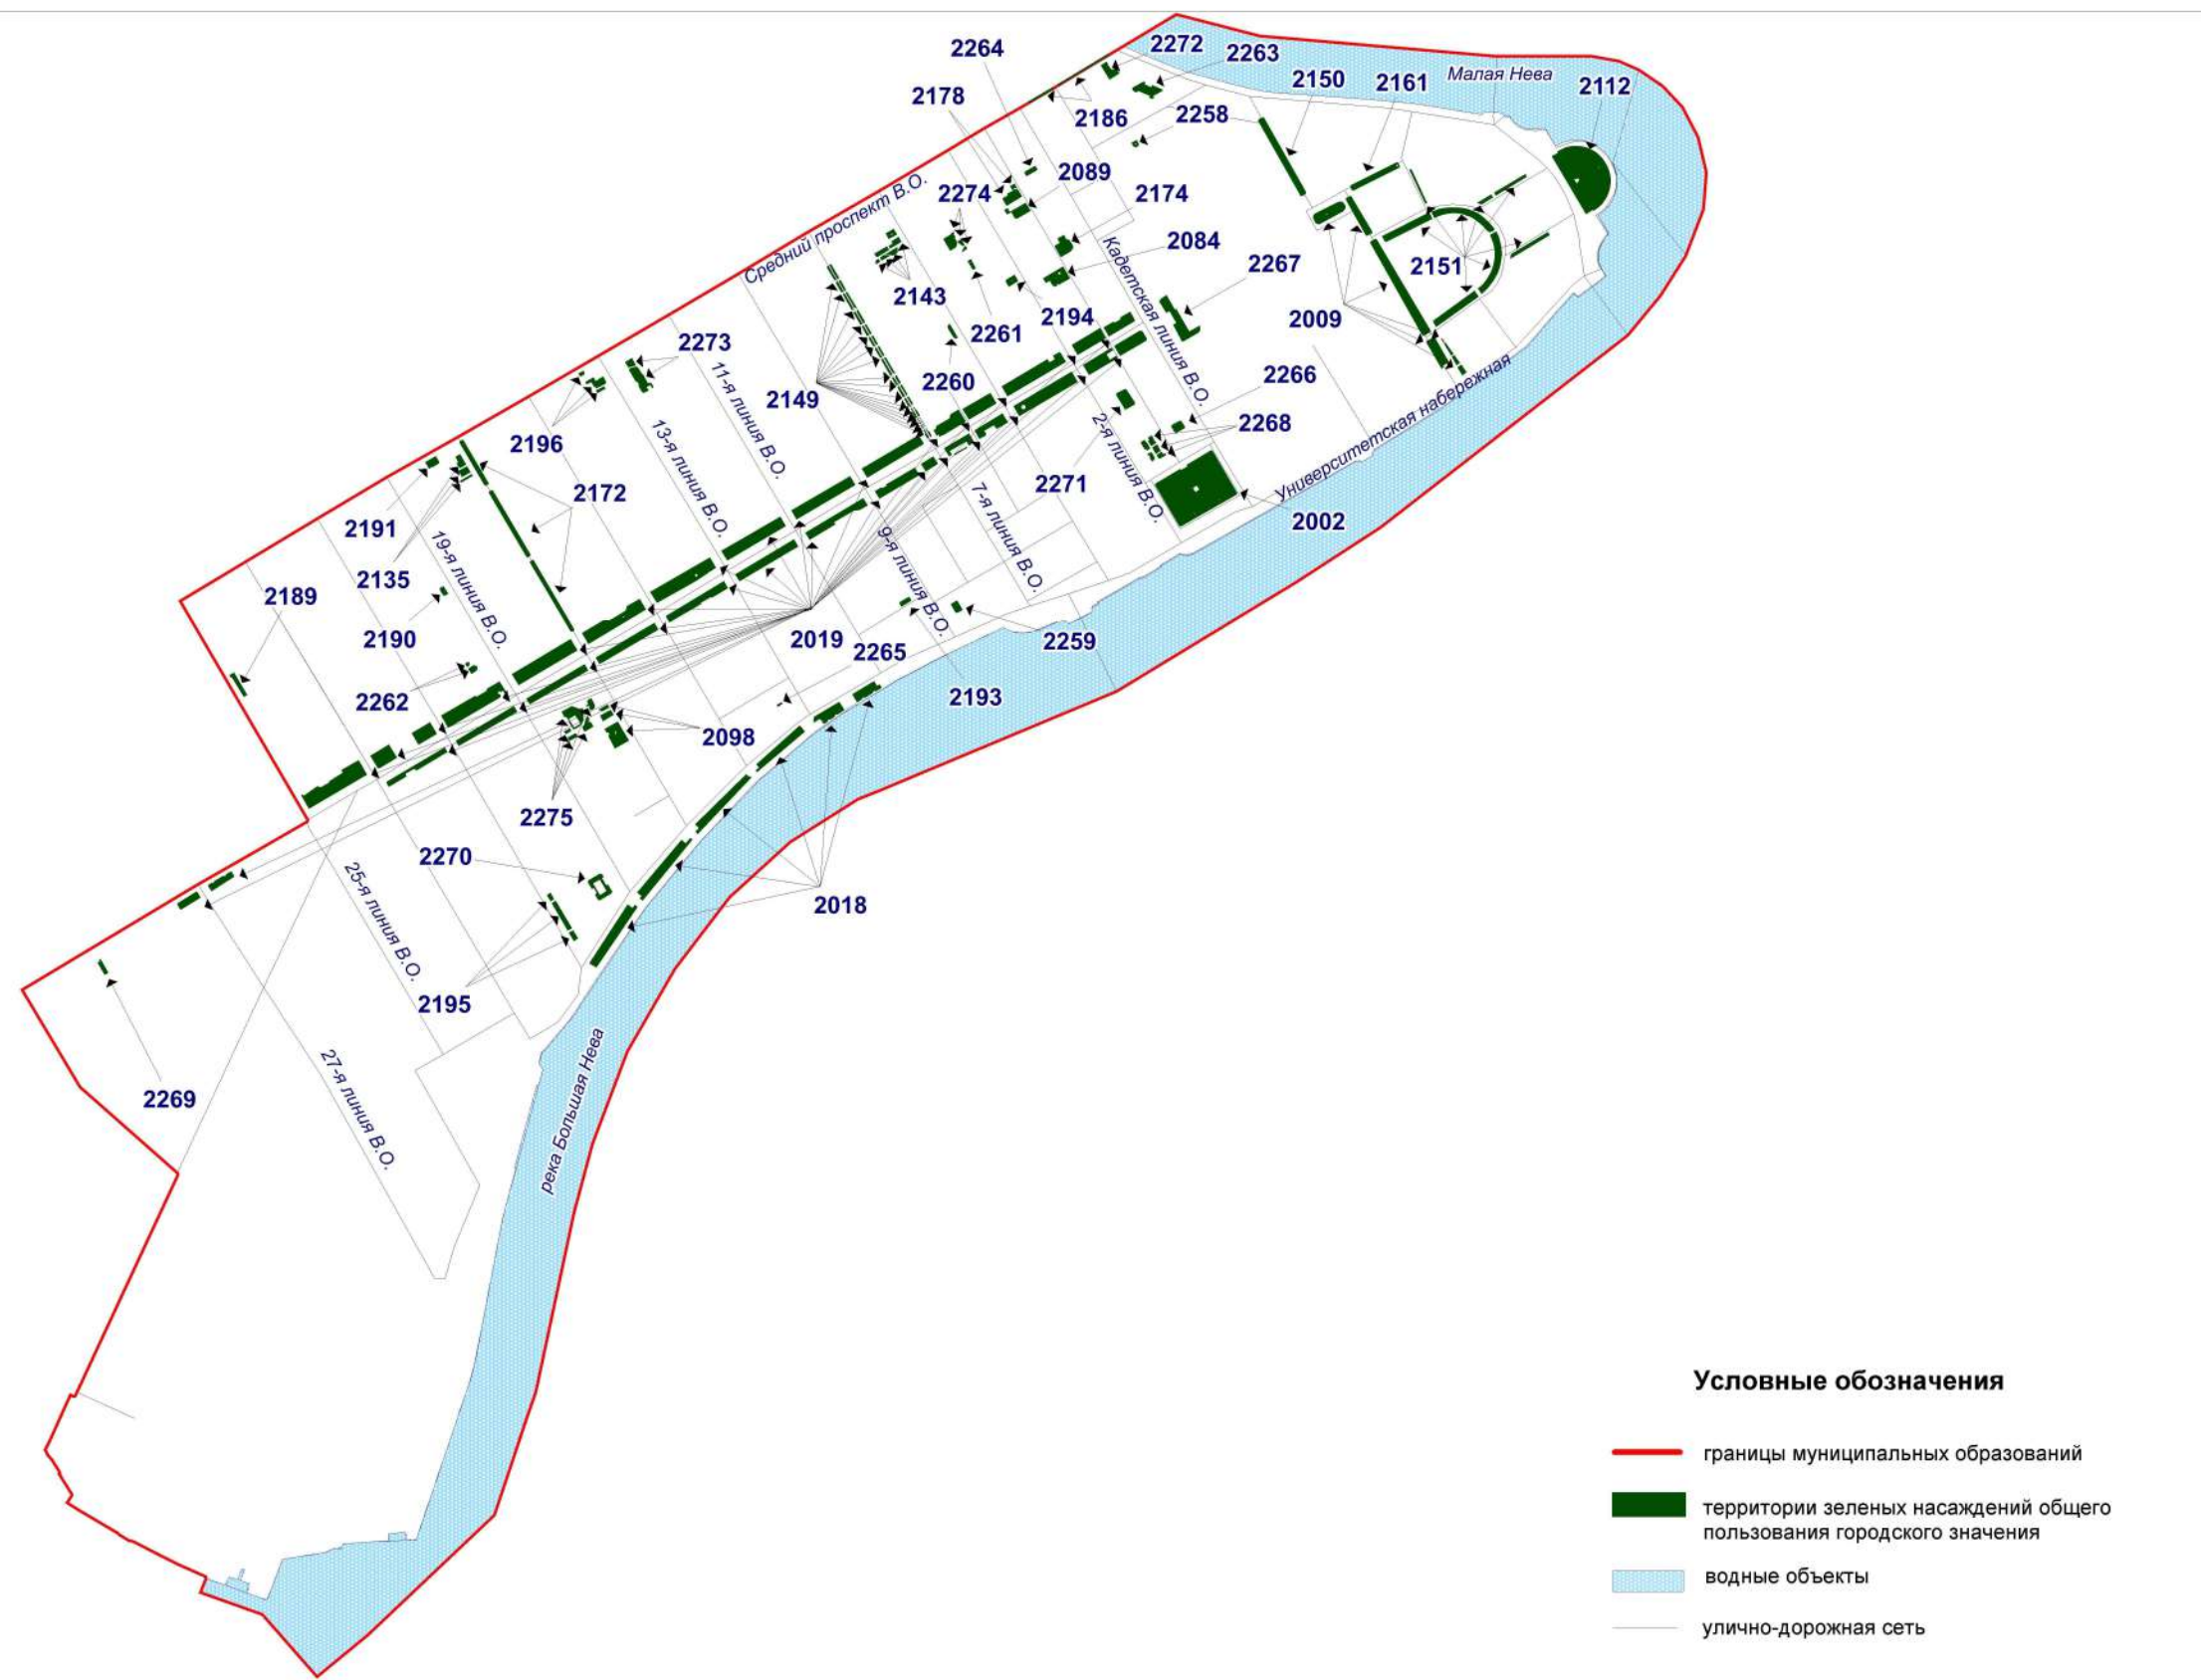 2264
2272
2263
2150
2161
Малая Нева
2112
2178
2186
2258
2089
2274
2174
Средний проспект В.О.
2084
Кадетская линия В.О.
2267
2151
2143
2194
2009
2261
2273
2260
11-я линия В.О.
2149
2266
2268
2-я линия В.О.
2196
13-я линия В.О.
2271
7-я линия В.О.
Университетская набережная
2172
2002
2191
19-я линия В.О.
9-я линия В.О.
2135
2189
2190
2019
2265
2259
2262
2193
2098
2275
2270
25-я линия В.О.
2018
2195
река Большая Нева
27-я линия В.О.
2269
Условные обозначения
границы муниципальных образований
территории зеленых насаждений общего
пользования городского значения
водные объекты
улично-дорожная сеть